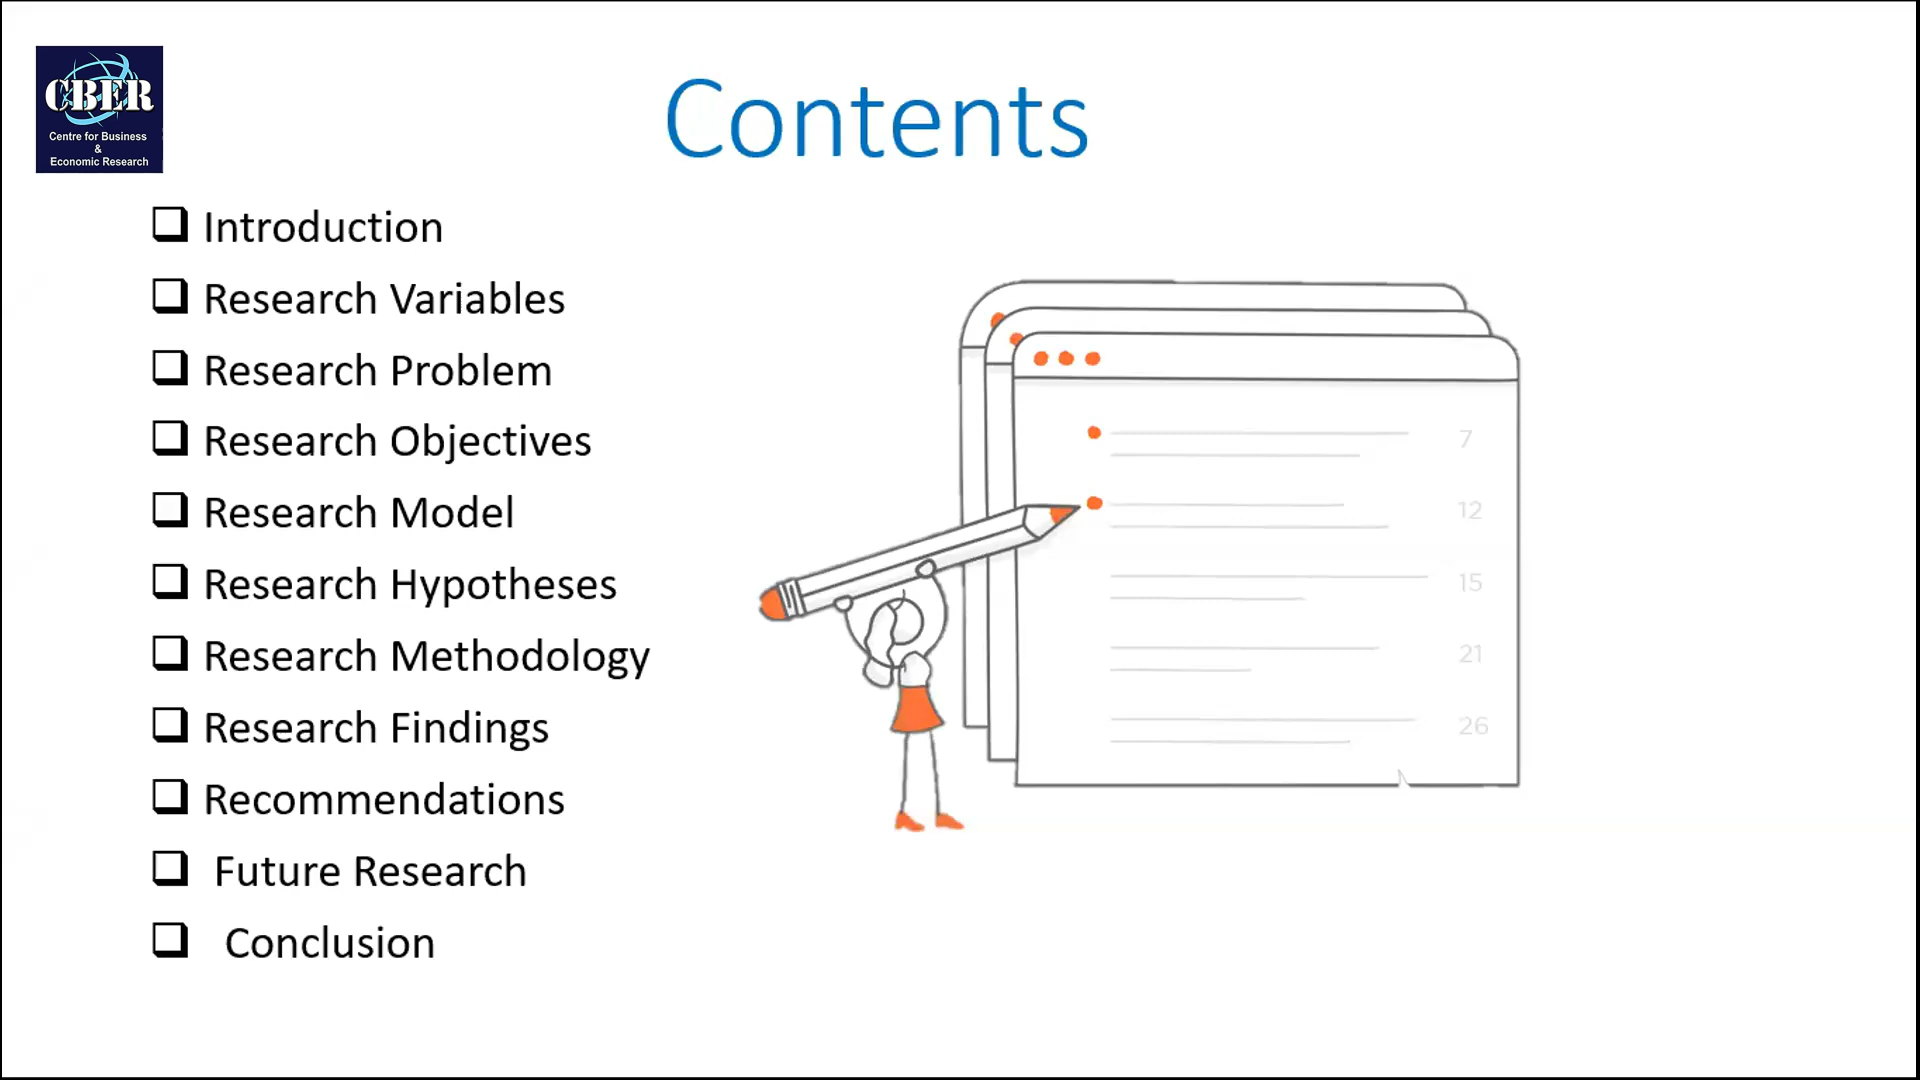 CBER
Centre for Business
&
Economic Research
Contents
Introduction
Research Variables
Research Problem
Research Objectives
Research Model
Research Hypotheses
Research Methodology
Research Findings
Recommendations
Future Research
Conclusion
7
12
15
21
26